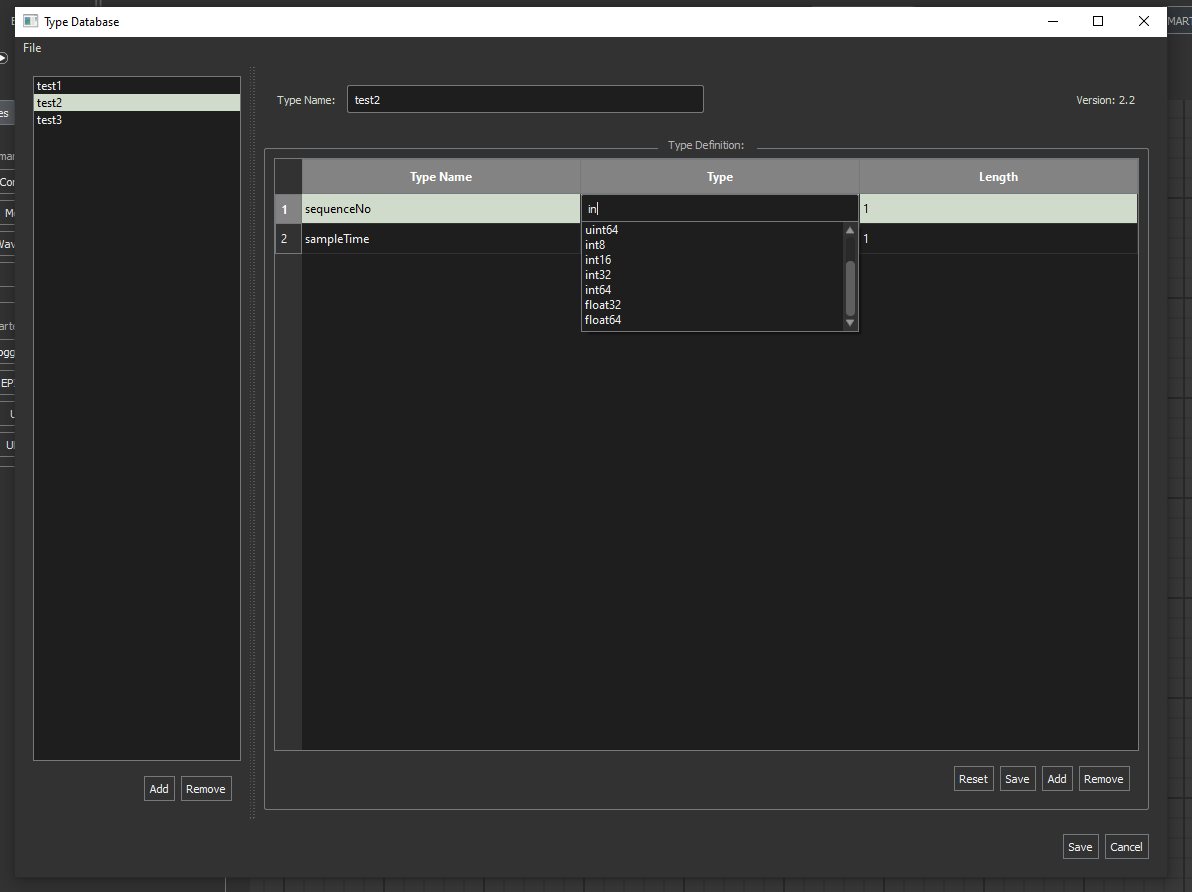 Type Database
MART
File
test1
test2
test3
Type Name:
test2
Version: 2.2
Type Definition:
Type Name
Type
Length
1
sequenceNo
in
1
2
sampleTime
1
uint64
int8
int16
int32
int64
float32
float64
Reset
Save
Add
Remove
Add
Remove
Save
Cancel